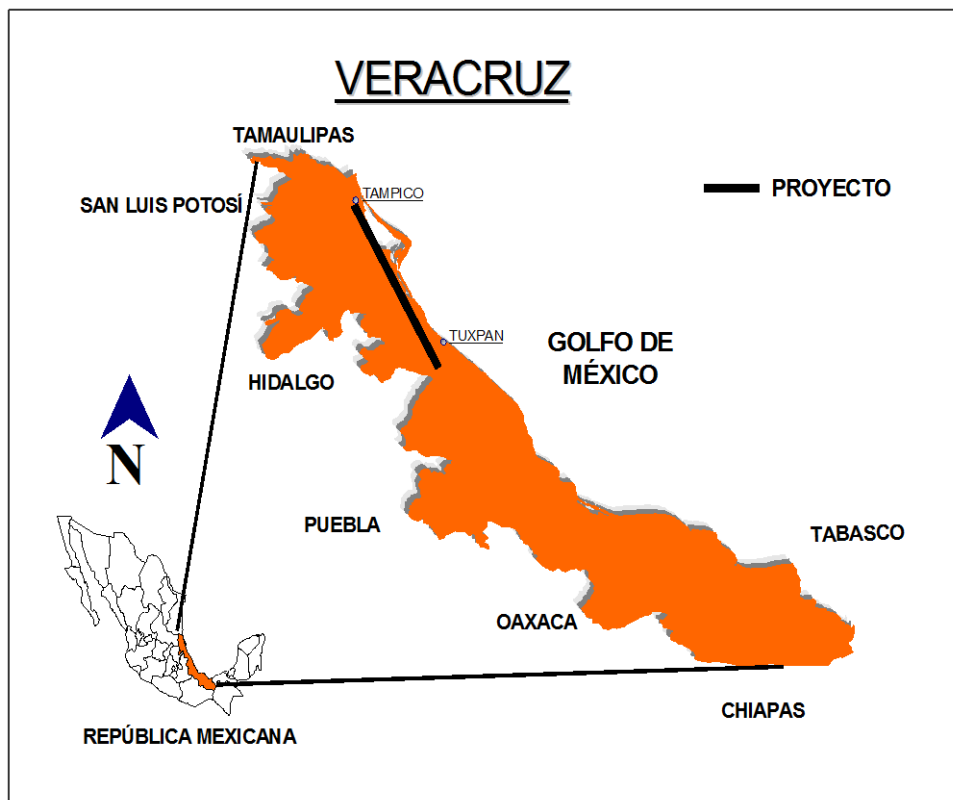 VERACRUZ
TAMAULIPAS
SAN LUIS POTOSÍ
TAMPICO
PROYECTO
TUXPAN
GOLFO DE
MÉXICO
HIDALGO
N
PUEBLA
TABASCO
OAXACA
CHIAPAS
REPÚBLICA MEXICANA